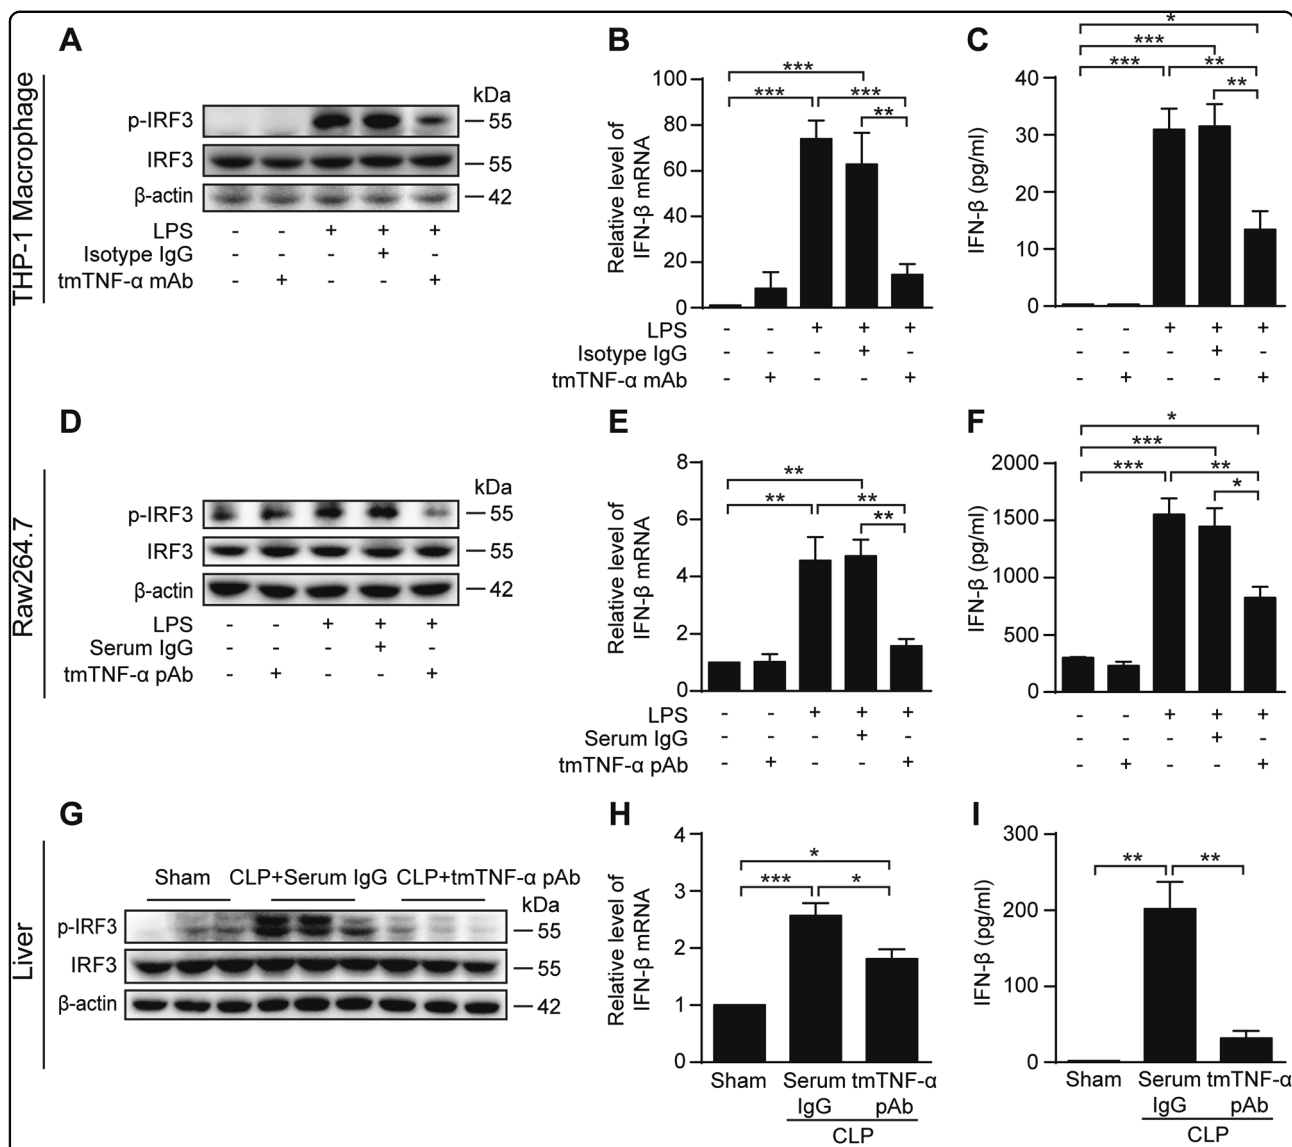 A
THP-1 Macrophage
kDa
p-IRF3
55
IRF3
55
β-actin
42
LPS - - + + +
Isotype IgG - - - + -
tmTNF-α mAb - + - - +
B
Relative level of
IFN-β mRNA
100
80
60
40
20
0
***
*** ***
**
LPS - - + + +
Isotype IgG - - - + -
tmTNF-α mAb - + - - +
C
IFN-β (pg/ml)
40
30
20
10
0
*
***
*** **
**
- - + + +
- - - + -
- + - - +
D
Raw264.7
kDa
p-IRF3
55
IRF3
55
β-actin
42
LPS - - + + +
Serum IgG - - - + -
tmTNF-α pAb - + - - +
E
Relative level of
IFN-β mRNA
8
6
4
2
0
**
** **
**
LPS - - + + +
Serum IgG - - - + -
tmTNF-α pAb - + - - +
F
IFN-β (pg/ml)
2000
1500
1000
500
0
*
***
*** **
*
- - + + +
- - - + -
- + - - +
G
Liver
Sham CLP+Serum IgG CLP+tmTNF-α pAb
kDa
p-IRF3
55
IRF3
55
β-actin
42
H
Relative level of
IFN-β mRNA
4
3
2
1
0
*
*** *
Sham Serum tmTNF-α
IgG pAb
CLP
I
IFN-β (pg/ml)
300
200
100
0
** **
Sham Serum tmTNF-α
IgG pAb
CLP